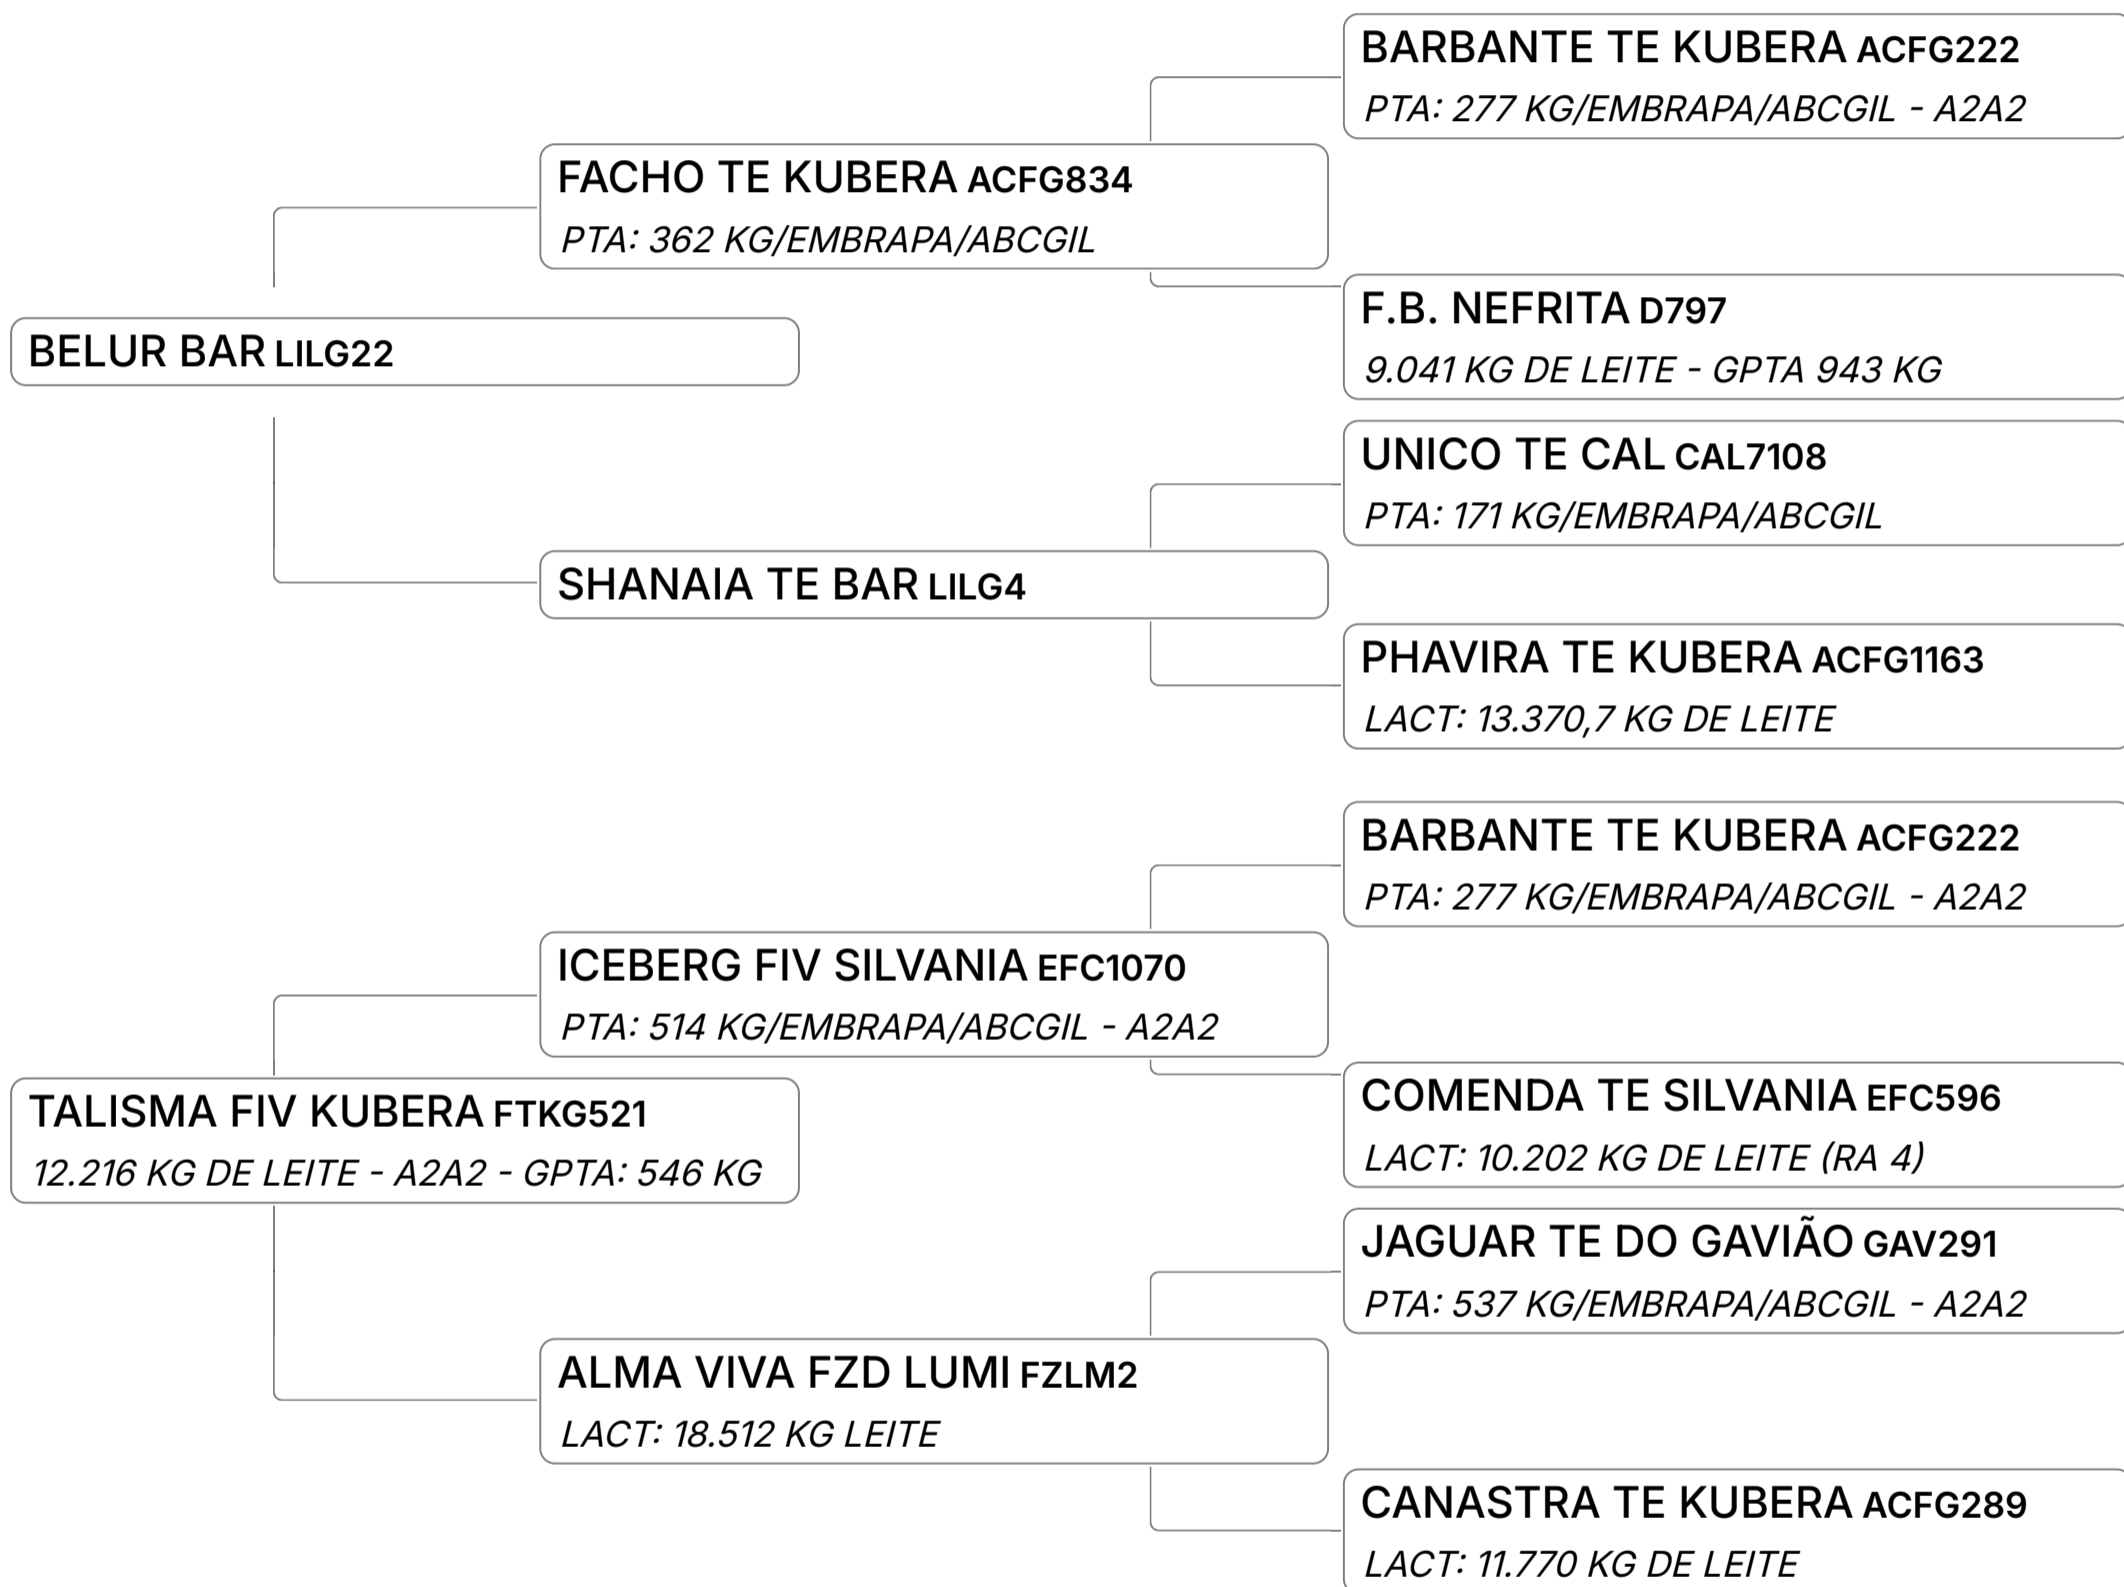 BARBANTE TE KUBERA ACFG222
PTA: 277 KG/EMBRAPA/ABCGIL - A2A2
FACHO TE KUBERA ACFG834
PTA: 362 KG/EMBRAPA/ABCGIL
F.B. NEFRITA D797
9.041 KG DE LEITE - GPTA 943 KG
BELUR BAR LILG22
UNICO TE CAL CAL7108
PTA: 171 KG/EMBRAPA/ABCGIL
SHANAIA TE BAR LILG4
PHAVIRA TE KUBERA ACFG1163
LACT: 13.370,7 KG DE LEITE
BARBANTE TE KUBERA ACFG222
PTA: 277 KG/EMBRAPA/ABCGIL - A2A2
ICEBERG FIV SILVANIA EFC1070
PTA: 514 KG/EMBRAPA/ABCGIL - A2A2
TALISMA FIV KUBERA FTKG521
12.216 KG DE LEITE - A2A2 - GPTA: 546 KG
COMENDA TE SILVANIA EFC596
LACT: 10.202 KG DE LEITE (RA 4)
JAGUAR TE DO GAVIÃO GAV291
PTA: 537 KG/EMBRAPA/ABCGIL - A2A2
ALMA VIVA FZD LUMI FZLM2
LACT: 18.512 KG LEITE
CANASTRA TE KUBERA ACFG289
LACT: 11.770 KG DE LEITE